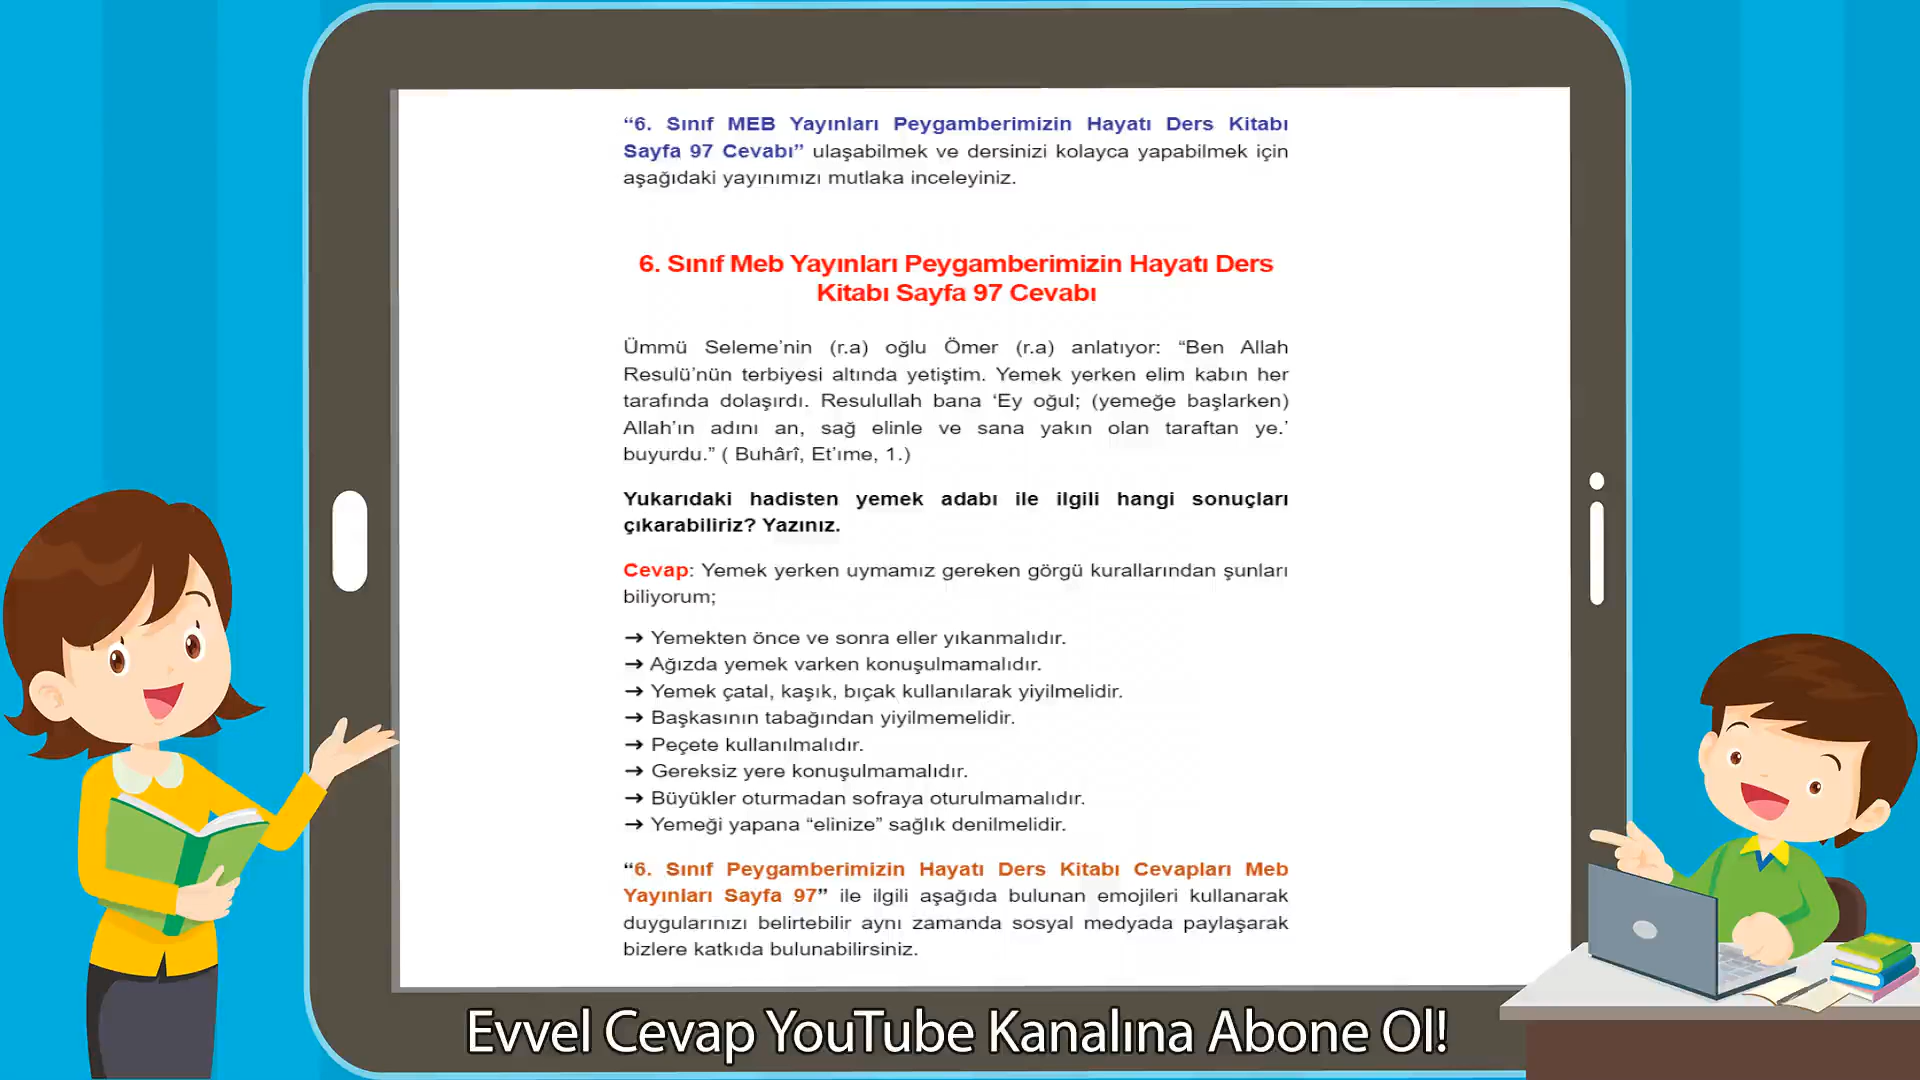 “6. Sınıf MEB Yayınları Peygamberimizin Hayatı Ders Kitabı
Sayfa 97 Cevabı” ulaşabilmek ve dersinizi kolayca yapabilmek için
aşağıdaki yayınımızı mutlaka inceleyiniz.
6. Sınıf Meb Yayınları Peygamberimizin Hayatı Ders
Kitabı Sayfa 97 Cevabı
Ümmü Seleme’nin (r.a) oğlu Ömer (r.a) anlatıyor: “Ben Allah
Resulü’nün terbiyesi altında yetiştim. Yemek yerken elim kabın her
tarafında dolaşırdı. Resulullah bana ‘Ey oğul; (yemeğe başlarken)
Allah’ın adını an, sağ elinle ve sana yakın olan taraftan ye.’
buyurdu.” ( Buhârî, Et’ıme, 1.)
Yukarıdaki hadisten yemek adabı ile ilgili hangi sonuçları
çıkarabiliriz? Yazınız.
Cevap: Yemek yerken uymamız gereken görgü kurallarından şunları
biliyorum;
→ Yemekten önce ve sonra eller yıkanmalıdır.
→ Ağızda yemek varken konuşulmamalıdır.
→ Yemek çatal, kaşık, bıçak kullanılarak yiyilmelidir.
→ Başkasının tabağından yiyilmemelidir.
→ Peçete kullanılmalıdır.
→ Gereksiz yere konuşulmamalıdır.
→ Büyükler oturmadan sofraya oturulmamalıdır.
→ Yemeği yapana “elinize” sağlık denilmelidir.
“6. Sınıf Peygamberimizin Hayatı Ders Kitabı Cevapları Meb
Yayınları Sayfa 97” ile ilgili aşağıda bulunan emojileri kullanarak
duygularınızı belirtebilir aynı zamanda sosyal medyada paylaşarak
bizlere katkıda bulunabilirsiniz.
Evvel Cevap YouTube Kanalına Abone Ol!